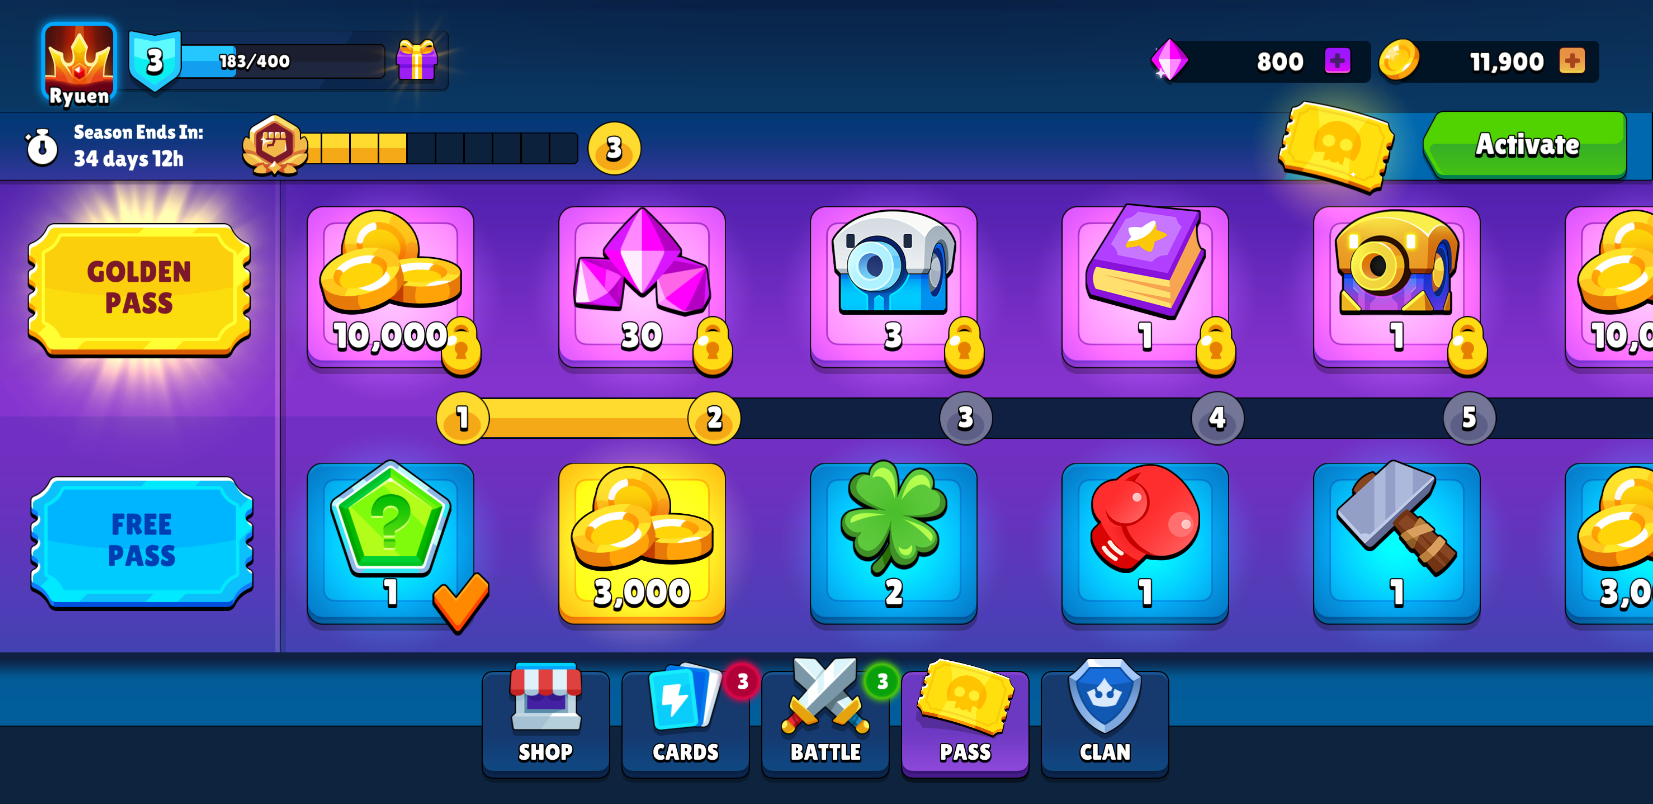 3
183/400
800
11,900
Ryuen
Season Ends In:
34 days 12h
3
Activate
GOLDEN
PASS
10,000
30
3
1
1
10,0
1
2
3
4
5
FREE
PASS
?
1
3,000
2
1
1
3,0
3
3
SHOP
CARDS
BATTLE
PASS
CLAN